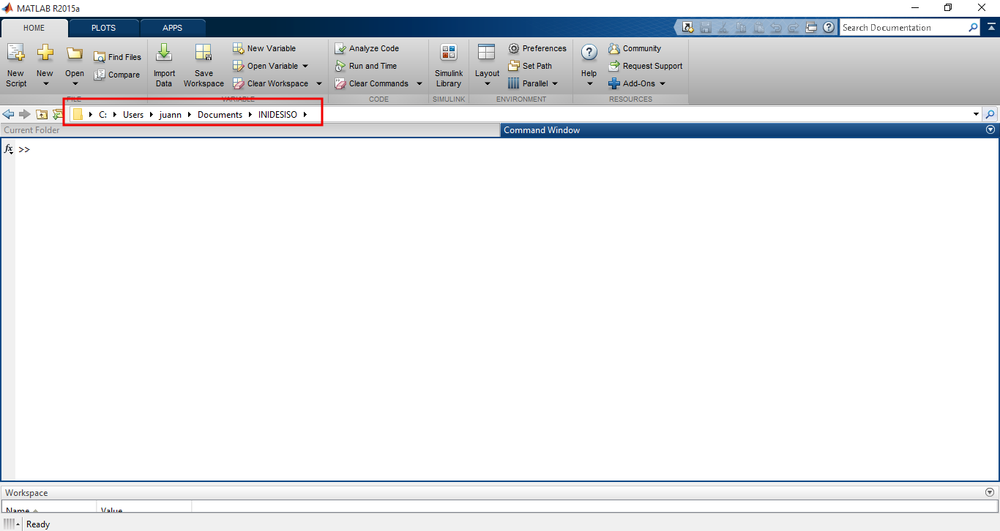 MATLAB R2015a
HOME PLOTS APPS Search Documentation
New Script New Open Find Files Compare Import Data Save Workspace New Variable Open Variable Clear Workspace Analyze Code Run and Time Clear Commands Simulink Library Layout Preferences Set Path Parallel Help Community Request Support Add-Ons
FILE VARIABLE CODE SIMULINK ENVIRONMENT RESOURCES
C: Users juann Documents INIDESISO
Current Folder Command Window
fx >>
Workspace
Name Value
Ready